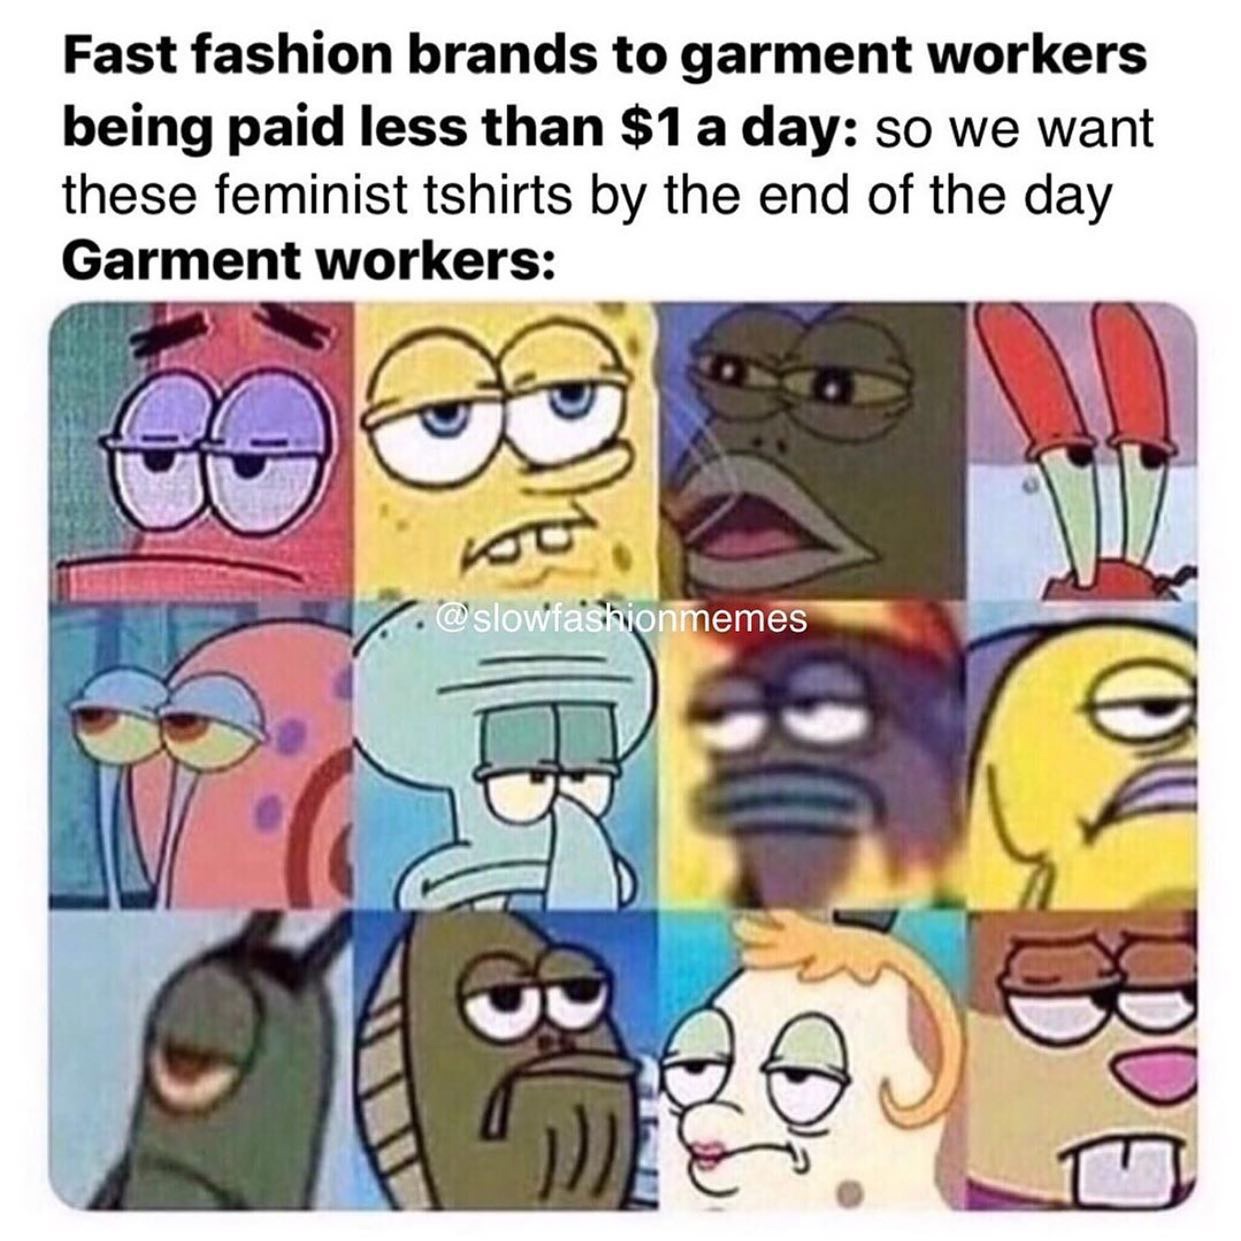 Fast fashion brands to garment workers
being paid less than $1 a day: so we want
these feminist tshirts by the end of the day
Garment workers:
@slowfashionmemes